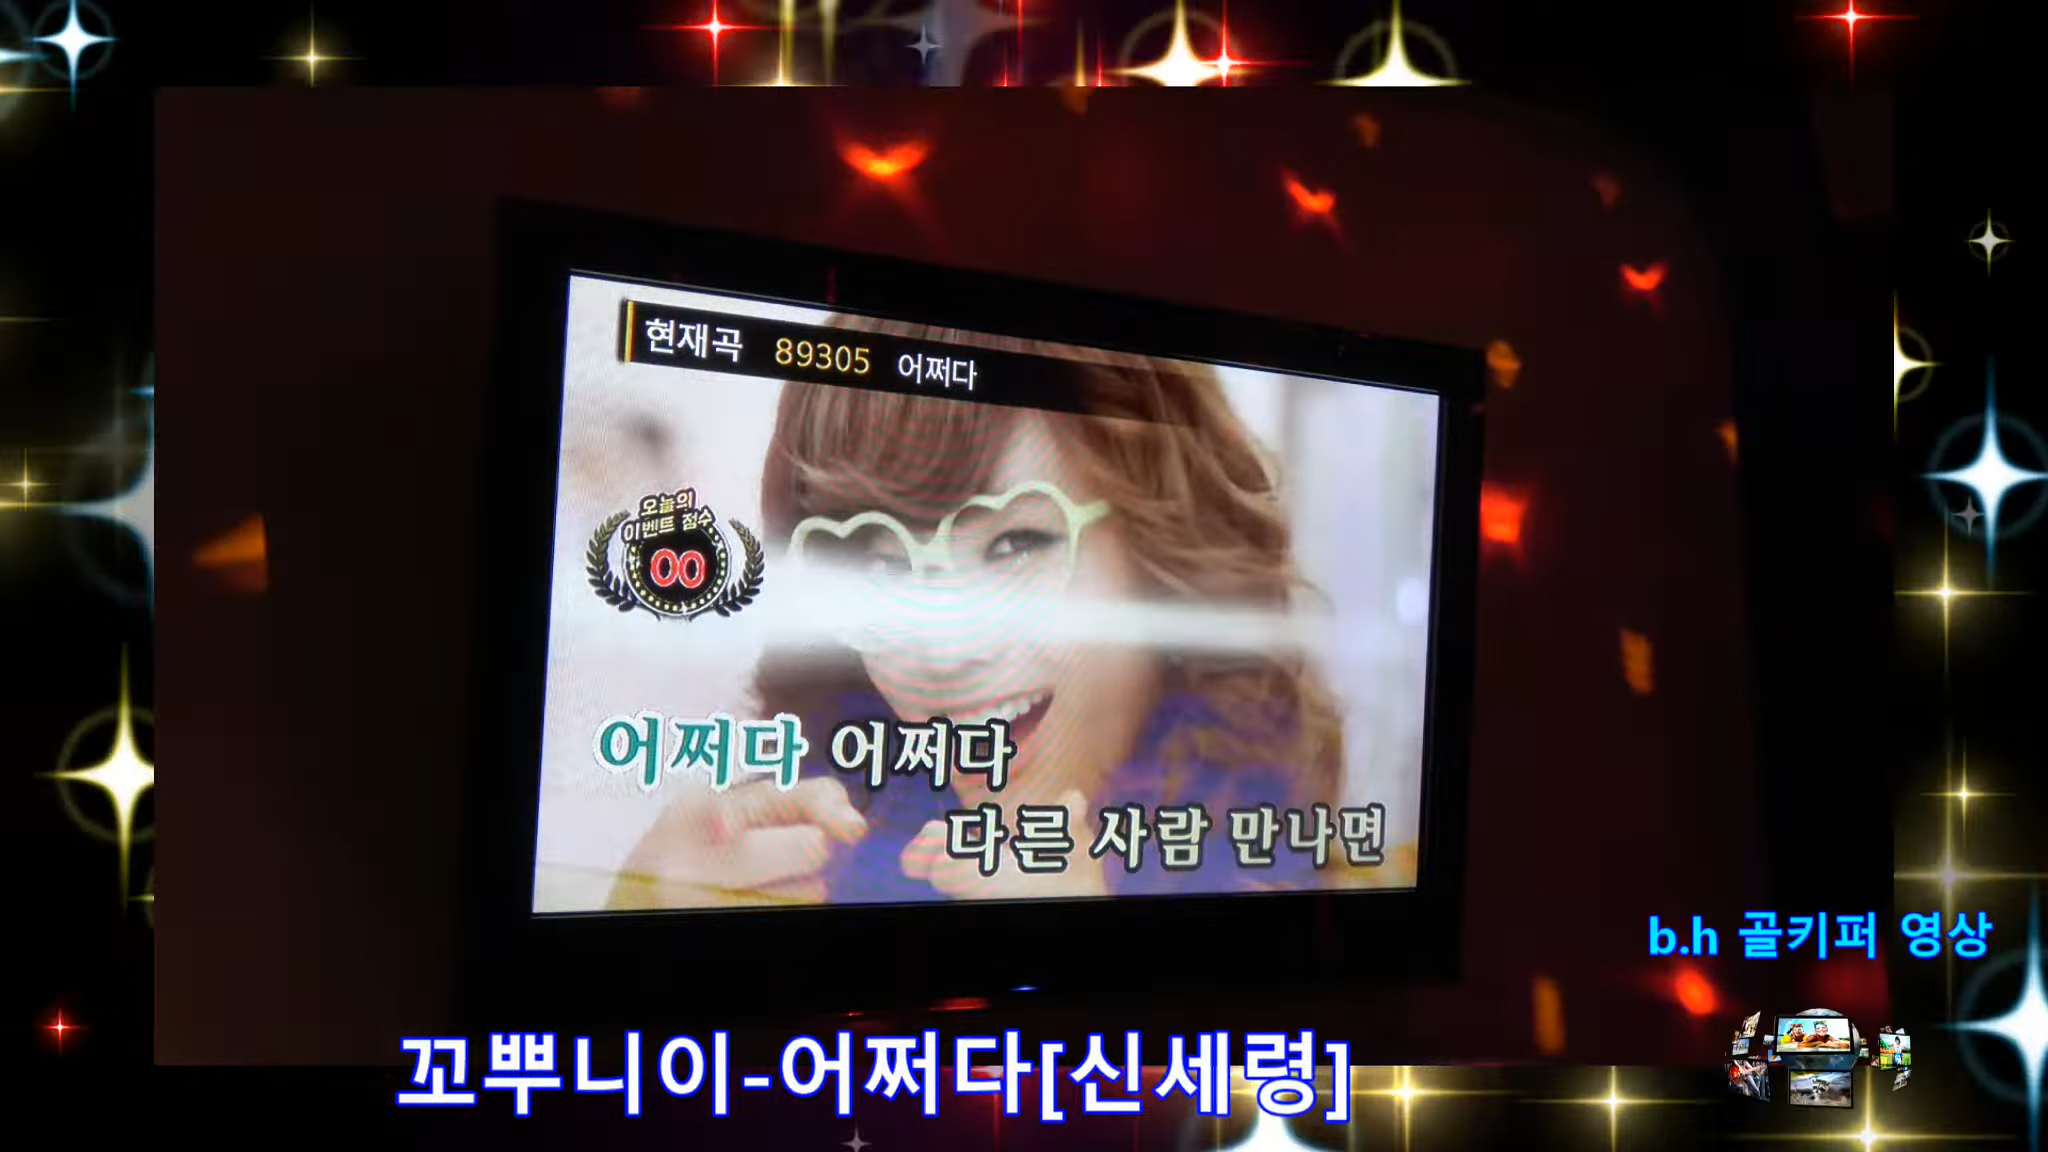 현재곡 89305 어쩌다
오늘의
이벤트 점수
00
어쩌다 어쩌다
다른 사람 만나면
b.h 골키퍼 영상
꼬뿌니이-어쩌다[신세령]